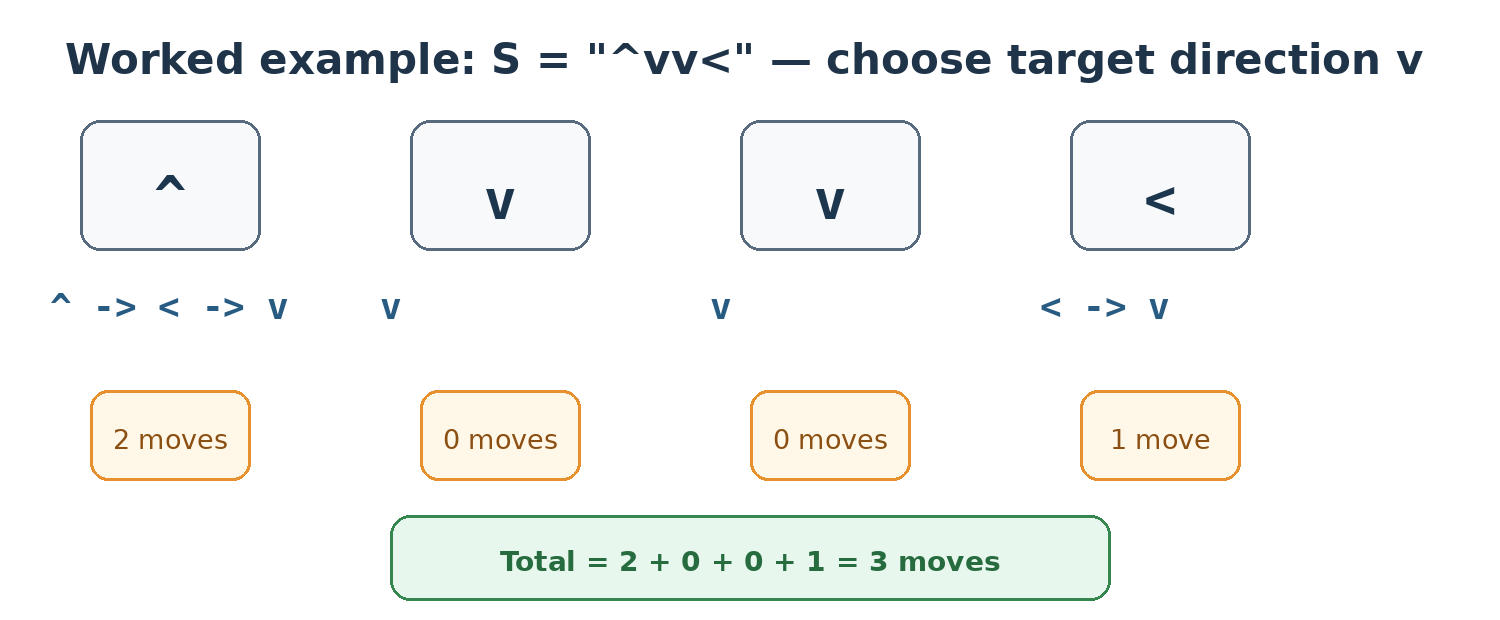 Worked example: S = "^vv<" — choose target direction v
^ v v <
^ -> < -> v v v < -> v
2 moves 0 moves 0 moves 1 move
Total = 2 + 0 + 0 + 1 = 3 moves